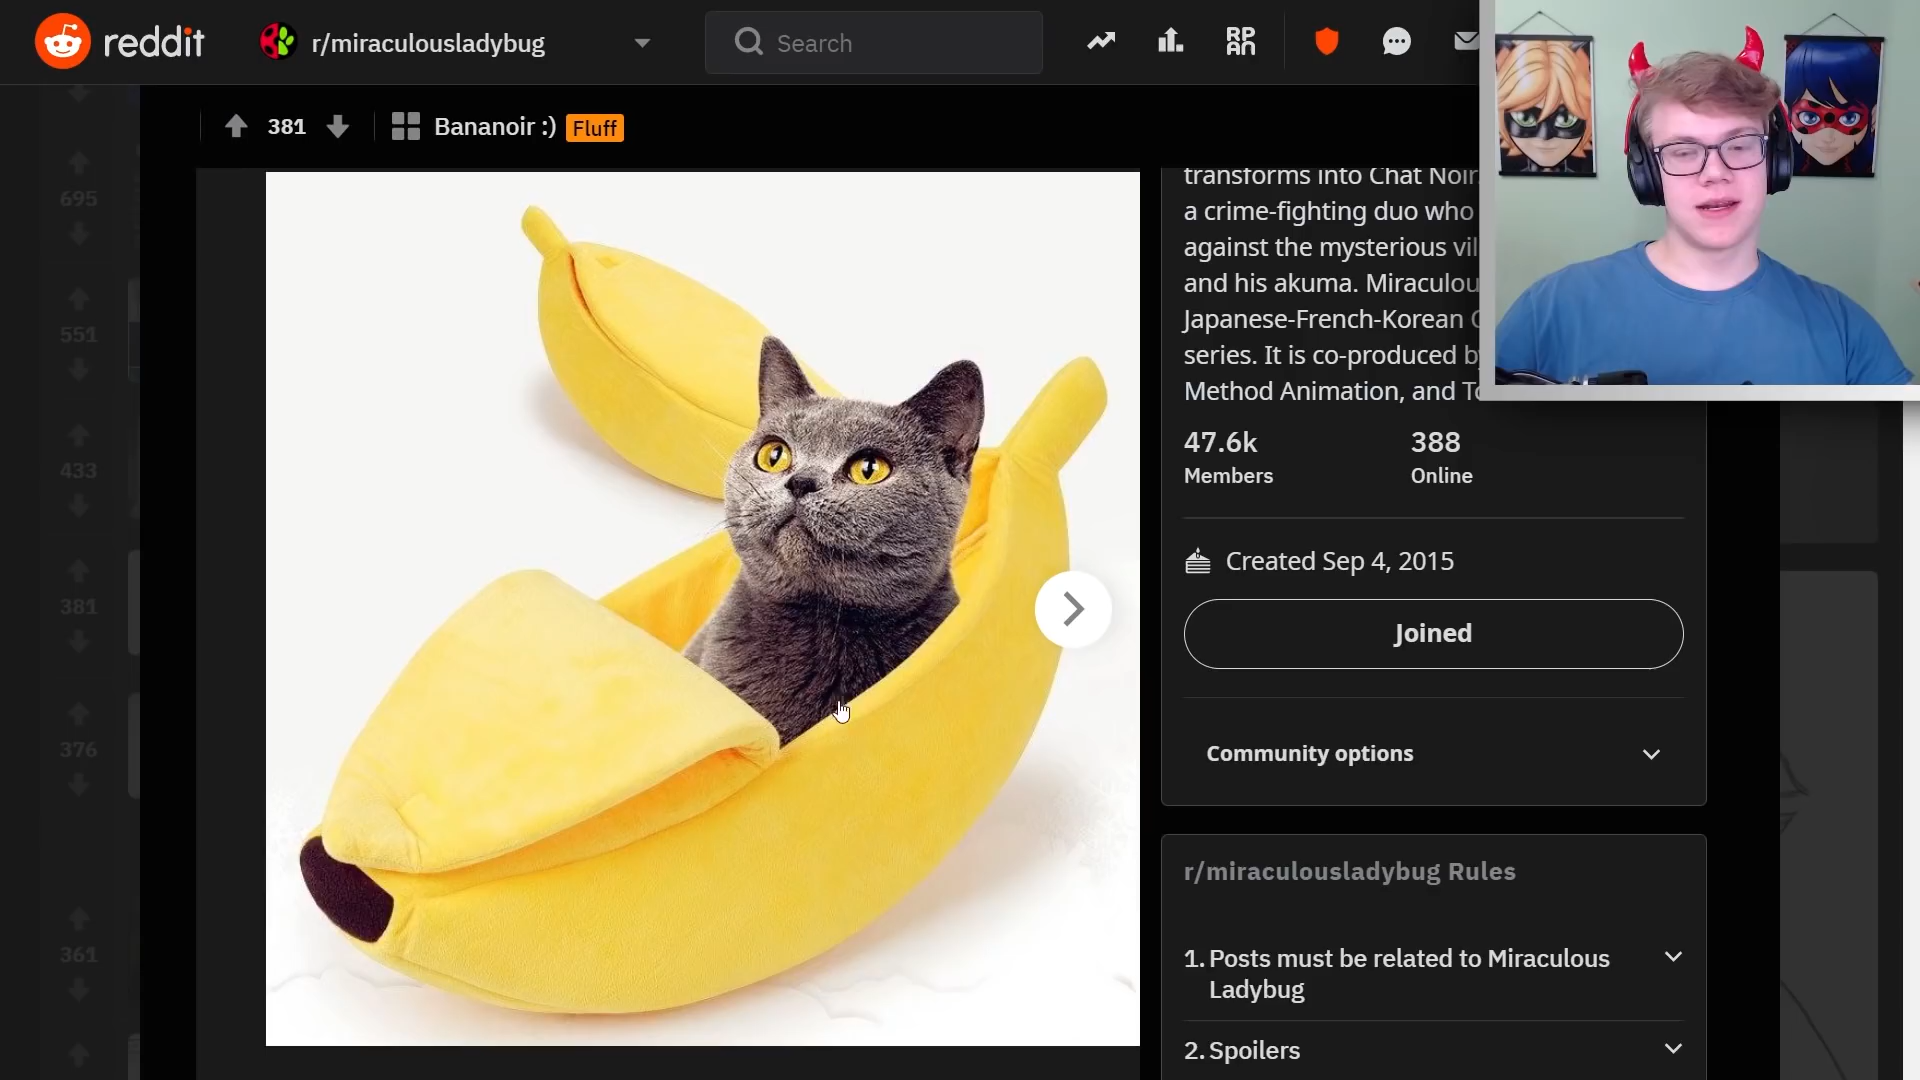 reddit
r/miraculousladybug
Search
RPAN
381
Bananoir :)
Fluff
695
551
433
381
376
361
transforms into Chat Noir
a crime-fighting duo who
against the mysterious
and his akuma.
Japanese-French-Korean
series. It is co-produced
Method Animation, and
47.6k
388
Members
Online
Created Sep 4, 2015
Joined
Community options
r/miraculousladybug Rules
1. Posts must be related to Miraculous
Ladybug
2. Spoilers